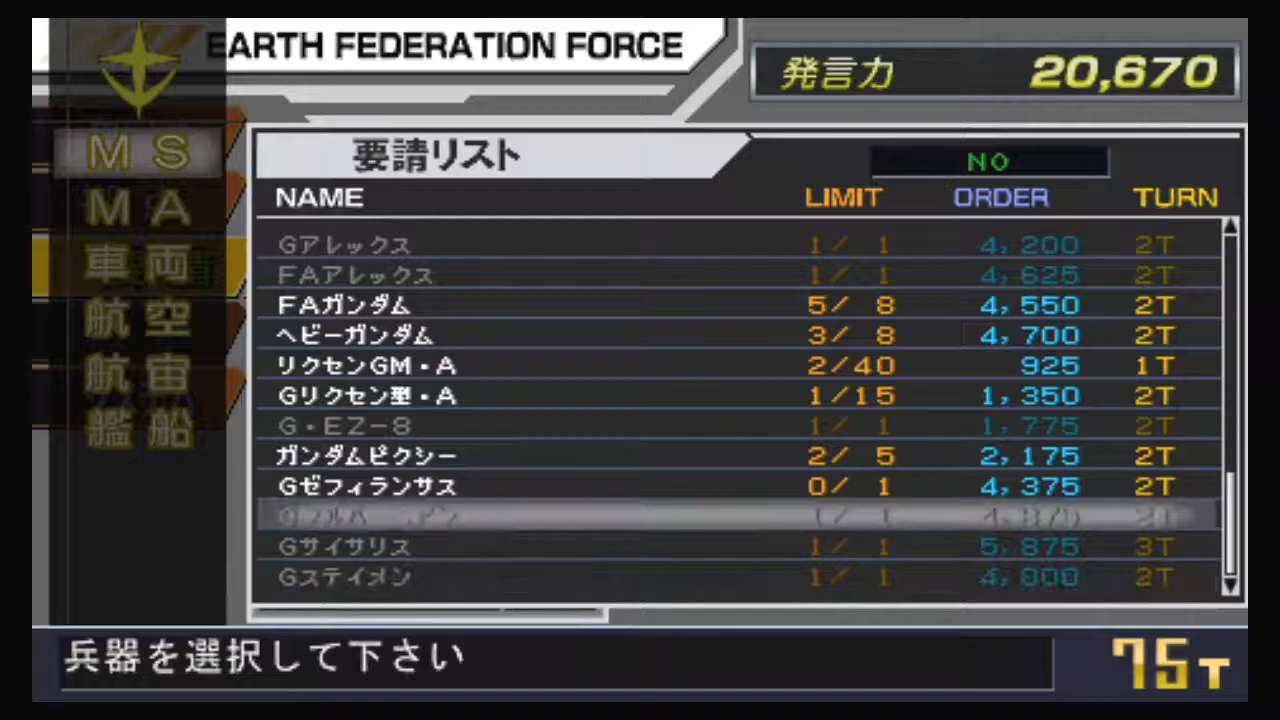 EARTH FEDERATION FORCE
発言力 20,670
MS
MA
車両
航空
航宙
艦船
要請リスト NO
NAME LIMIT ORDER TURN
Gアレックス 1/ 1 4,200 2T
FAアレックス 1/ 1 4,625 2T
FAガンダム 5/ 8 4,550 2T
ヘビーガンダム 3/ 8 4,700 2T
リクセンGM・A 2/40 925 1T
Gリクセン型・A 1/15 1,350 2T
G・EZ-8 1/ 1 1,775 2T
ガンダムピクシー 2/ 5 2,175 2T
Gゼフィランサス 0/ 1 4,375 2T
Gサイサリス 1/ 1 5,875 3T
Gステイメン 1/ 1 4,800 2T
兵器を選択して下さい 75T